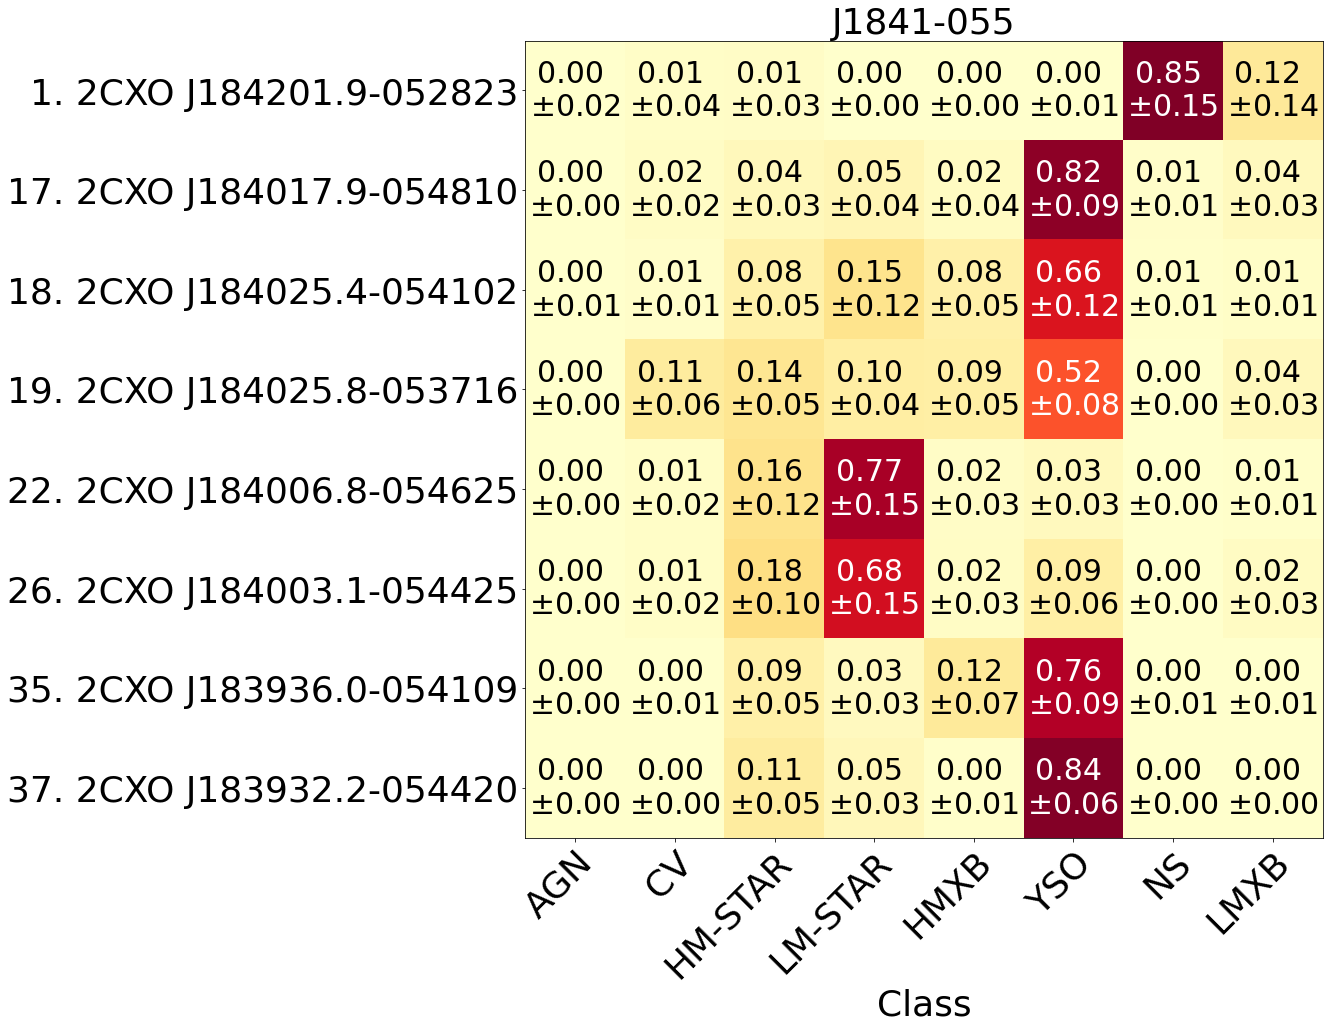 J1841-055
1. 2CXO J184201.9-052823
0.00 0.01 0.01 0.00 0.00 0.00 0.85 0.12
±0.02 ±0.04 ±0.03 ±0.00 ±0.00 ±0.01 ±0.15 ±0.14
17. 2CXO J184017.9-054810
0.00 0.02 0.04 0.05 0.02 0.82 0.01 0.04
±0.00 ±0.02 ±0.03 ±0.04 ±0.04 ±0.09 ±0.01 ±0.03
18. 2CXO J184025.4-054102
0.00 0.01 0.08 0.15 0.08 0.66 0.01 0.01
±0.01 ±0.01 ±0.05 ±0.12 ±0.05 ±0.12 ±0.01 ±0.01
19. 2CXO J184025.8-053716
0.00 0.11 0.14 0.10 0.09 0.52 0.00 0.04
±0.00 ±0.06 ±0.05 ±0.04 ±0.05 ±0.08 ±0.00 ±0.03
22. 2CXO J184006.8-054625
0.00 0.01 0.16 0.77 0.02 0.03 0.00 0.01
±0.00 ±0.02 ±0.12 ±0.15 ±0.03 ±0.03 ±0.00 ±0.01
26. 2CXO J184003.1-054425
0.00 0.01 0.18 0.68 0.02 0.09 0.00 0.02
±0.00 ±0.02 ±0.10 ±0.15 ±0.03 ±0.06 ±0.00 ±0.03
35. 2CXO J183936.0-054109
0.00 0.00 0.09 0.03 0.12 0.76 0.00 0.00
±0.00 ±0.01 ±0.05 ±0.03 ±0.07 ±0.09 ±0.01 ±0.01
37. 2CXO J183932.2-054420
0.00 0.00 0.11 0.05 0.00 0.84 0.00 0.00
±0.00 ±0.00 ±0.05 ±0.03 ±0.01 ±0.06 ±0.00 ±0.00
AGN CV HM-STAR LM-STAR HMXB YSO NS LMXB
Class